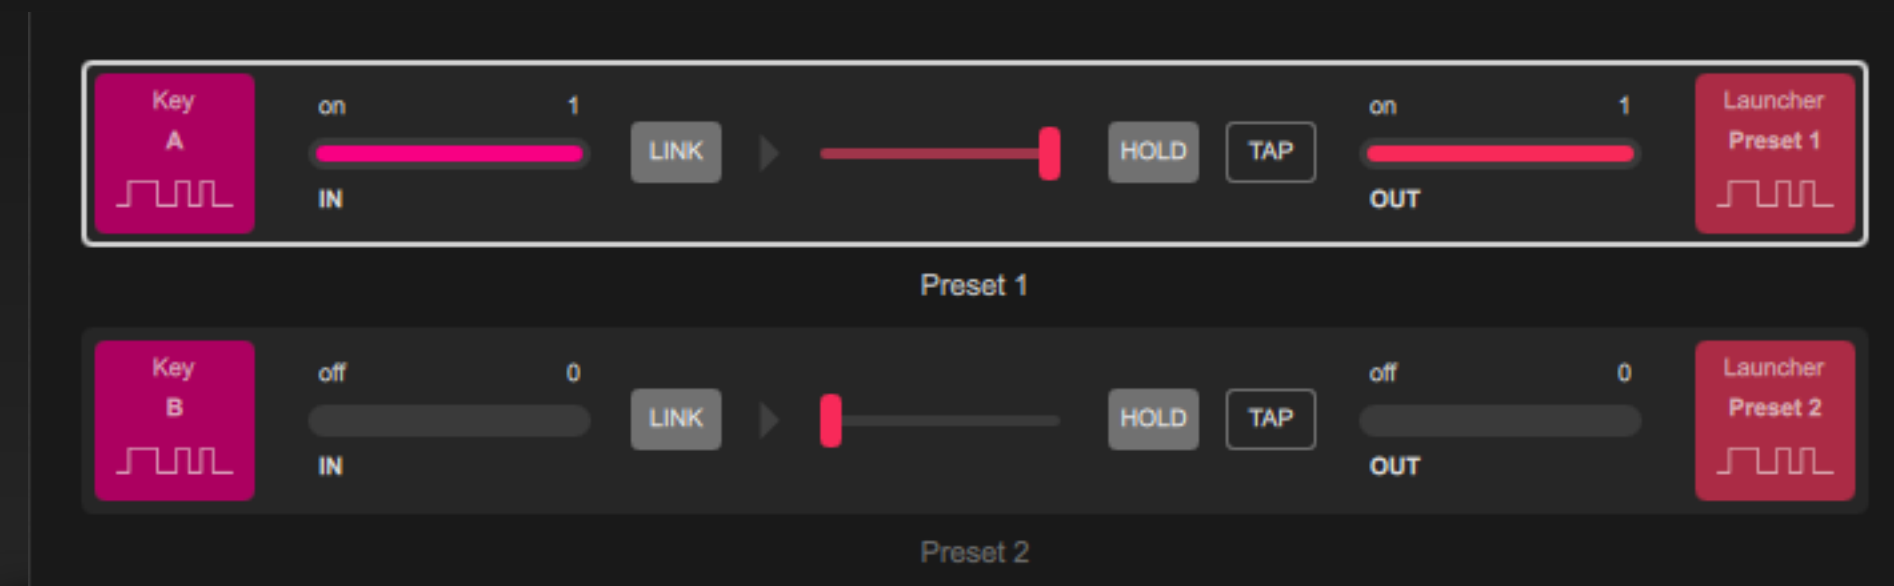 Key
A
on 1
IN
LINK
HOLD
TAP
on 1
OUT
Launcher
Preset 1
Preset 1
Key
B
off 0
IN
LINK
HOLD
TAP
off 0
OUT
Launcher
Preset 2
Preset 2